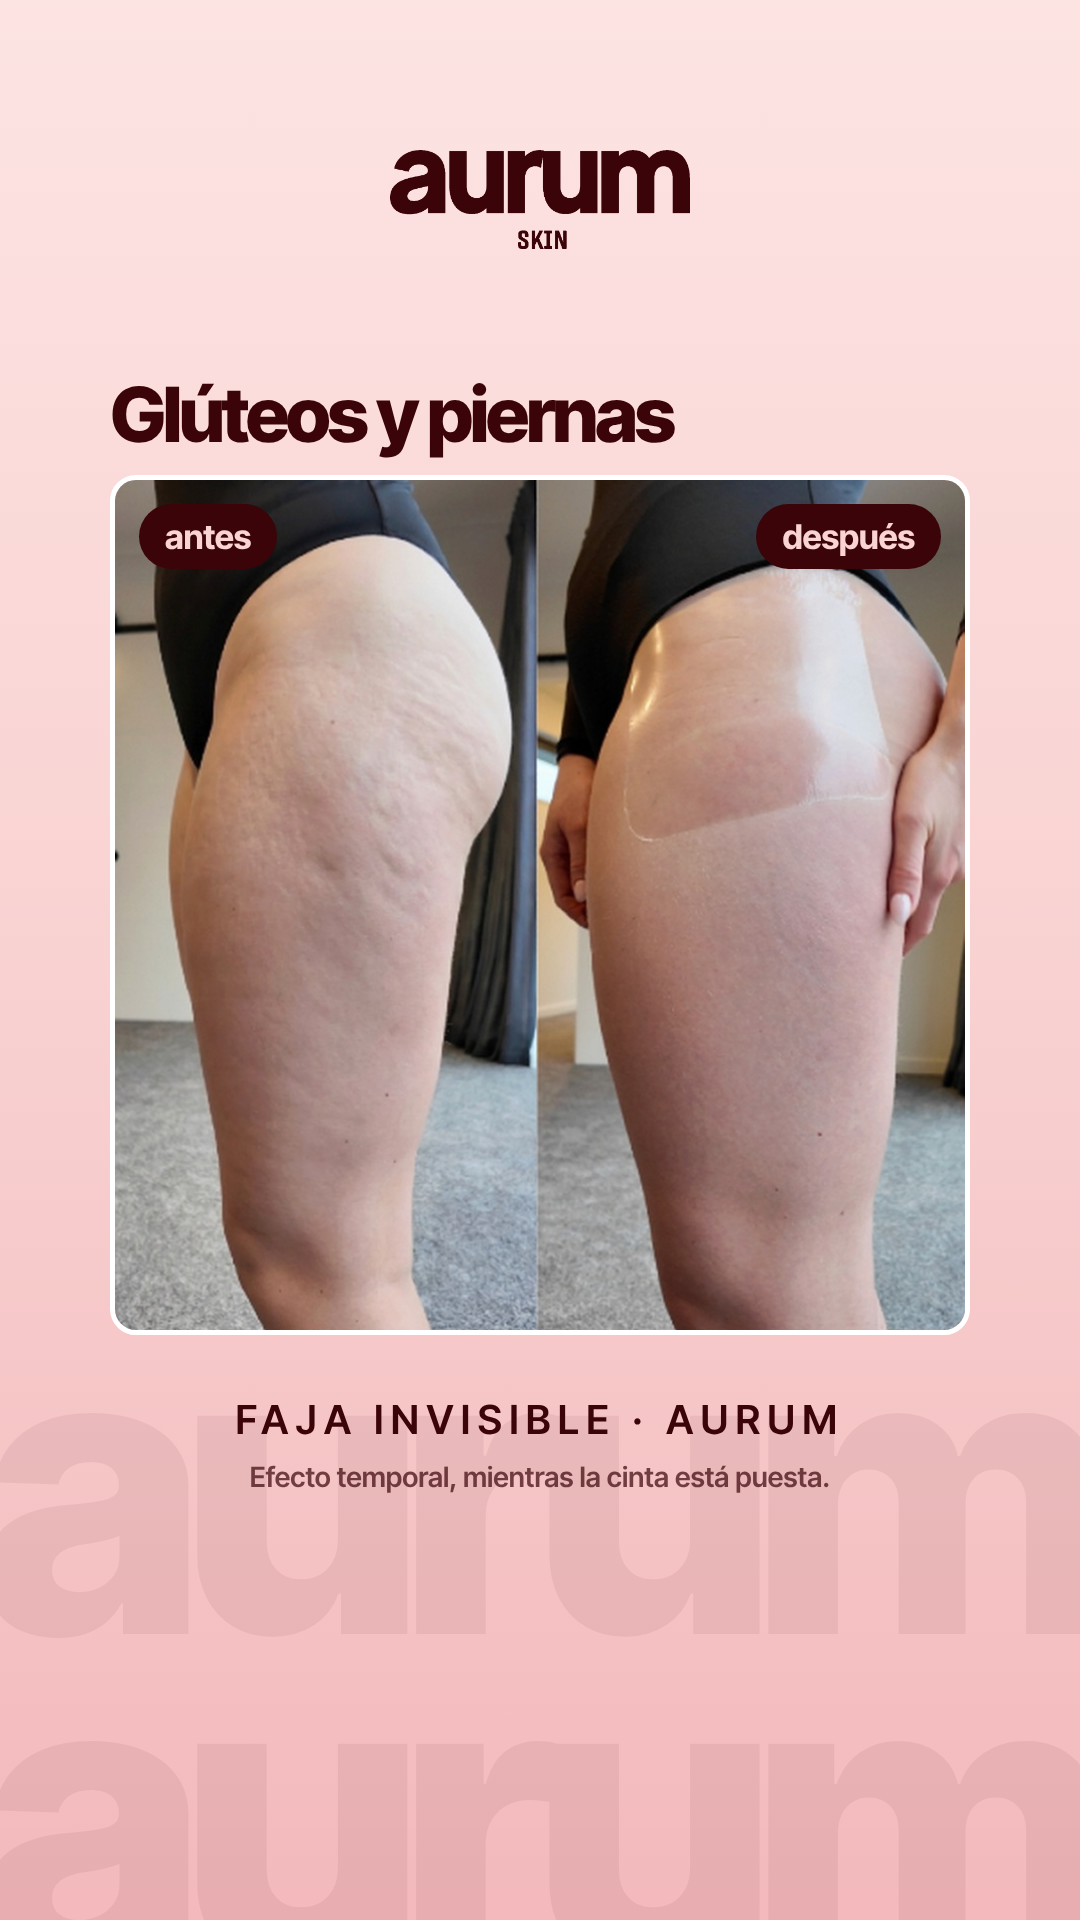 aurum
SKIN
Glúteos y piernas
antes
después
FAJA INVISIBLE · AURUM
Efecto temporal, mientras la cinta está puesta.
aurum
aurum